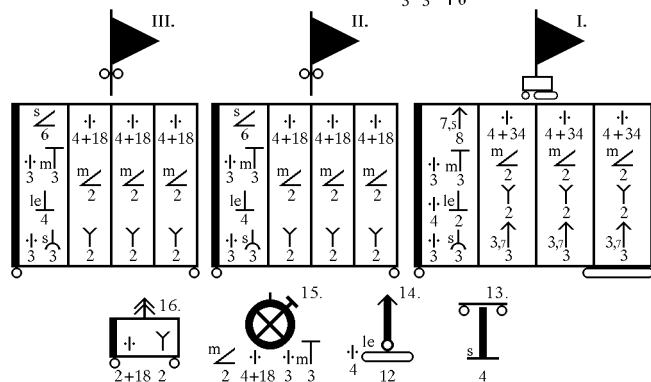 III. II. I.
s s 7,5
6 4+18 4+18 4+18 6 4+18 4+18 4+18 8 4+34 4+34 4+34
m m m m m m m m m m m m
3 3 2 2 2 3 3 2 2 2 3 3 2 2 2
le le le
4 4 4 2 2 2 2
s s s 3,7 3,7 3,7
3 3 2 2 2 3 3 2 2 2 3 3 3 3 3
16. 15. 14. 13.
m m le s
2+18 2 2 4+18 3 3 4 12 4